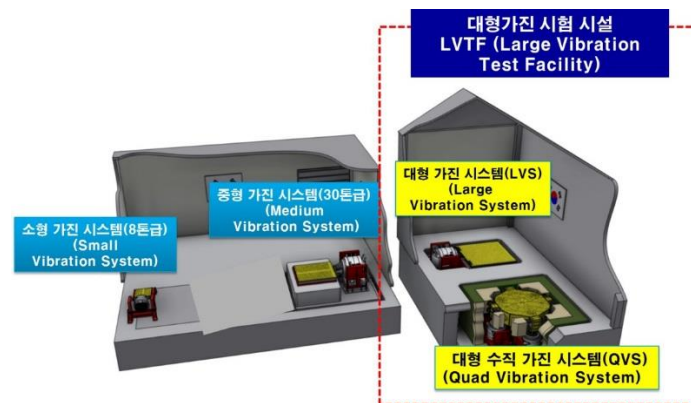 대형가진 시험 시설
LVTF (Large Vibration
Test Facility)
대형 가진 시스템(LVS)
(Large
Vibration System)
중형 가진 시스템(30톤급)
(Medium
Vibration System)
소형 가진 시스템(8톤급)
(Small
Vibration System)
대형 수직 가진 시스템(QVS)
(Quad Vibration System)